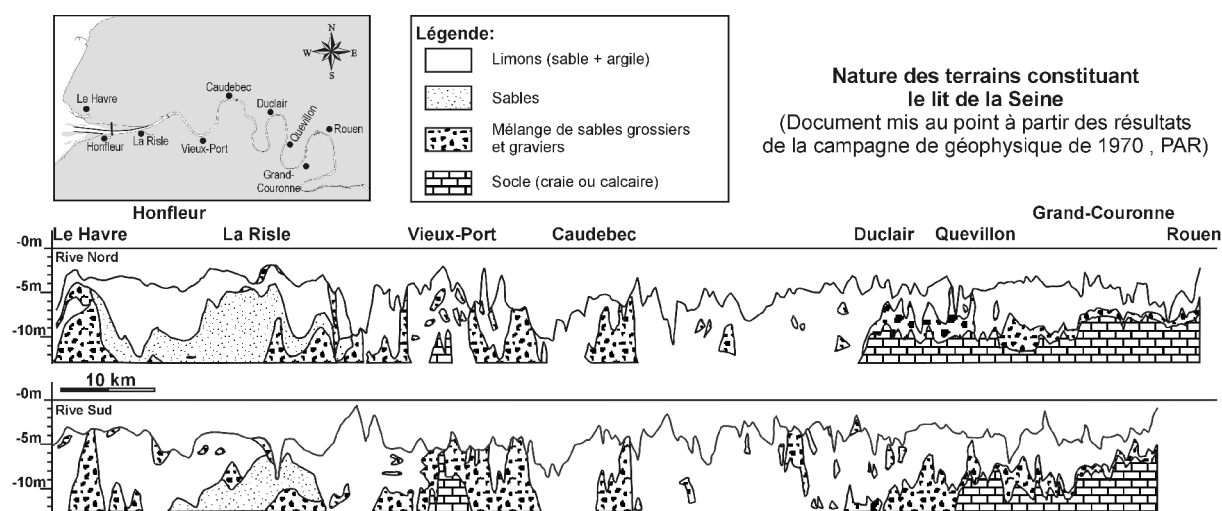 N
W E
S
Le Havre
Caudebec
Duclair
Quevillon
Rouen
Honfleur
La Risle
Vieux-Port
Grand-
Couronne
Légende:
Limons (sable + argile)
Sables
Mélange de sables grossiers
et graviers
Socle (craie ou calcaire)
Nature des terrains constituant
le lit de la Seine
(Document mis au point à partir des résultats
de la campagne de géophysique de 1970 , PAR)
Honfleur Grand-Couronne
Le Havre La Risle Vieux-Port Caudebec Duclair Quevillon Rouen
-0m
Rive Nord
-5m
-10m
10 km
-0m
Rive Sud
-5m
-10m